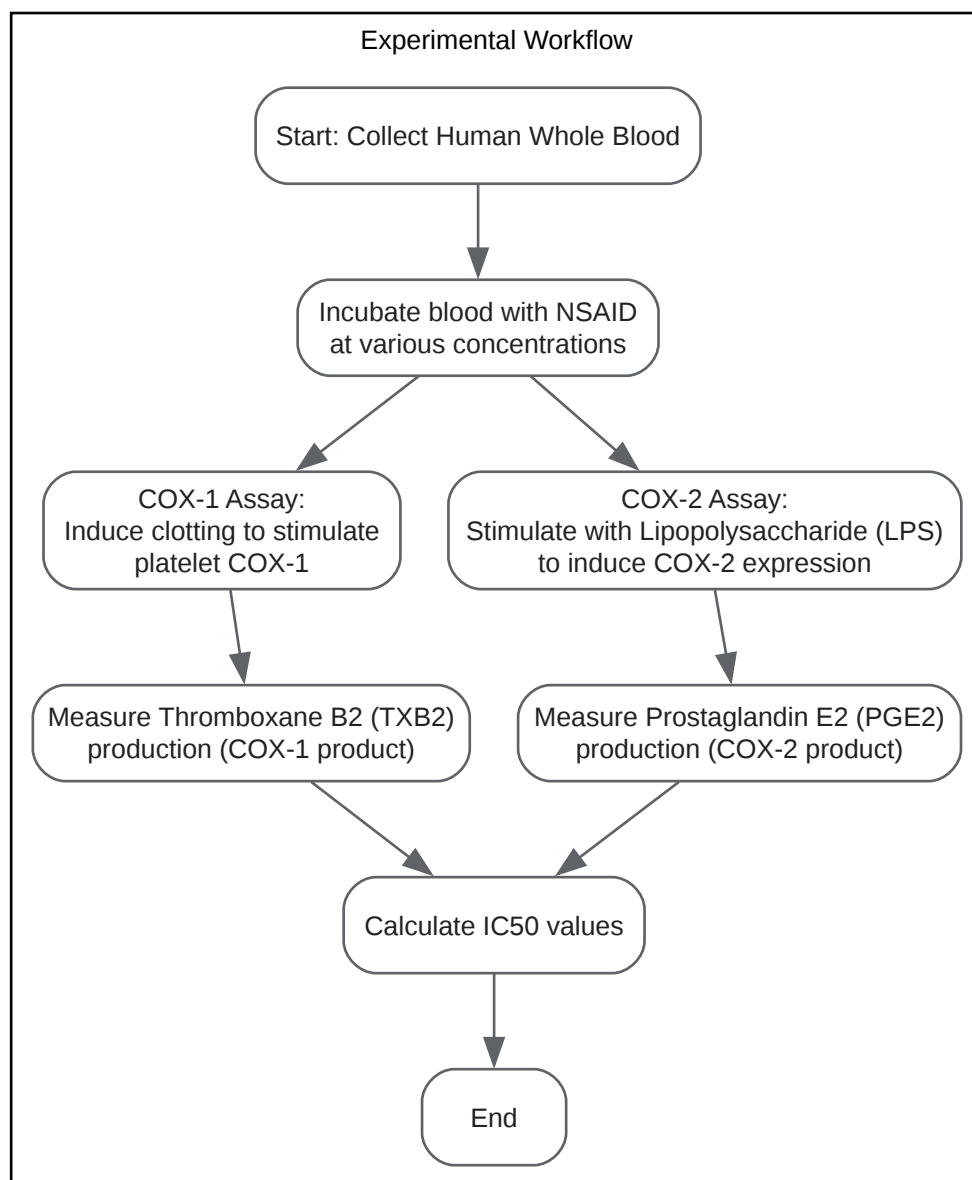 Experimental Workflow
Start: Collect Human Whole Blood
Incubate blood with NSAID
at various concentrations
COX-1 Assay:
Induce clotting to stimulate
platelet COX-1
COX-2 Assay:
Stimulate with Lipopolysaccharide (LPS)
to induce COX-2 expression
Measure Thromboxane B2 (TXB2)
production (COX-1 product)
Measure Prostaglandin E2 (PGE2)
production (COX-2 product)
Calculate IC50 values
End